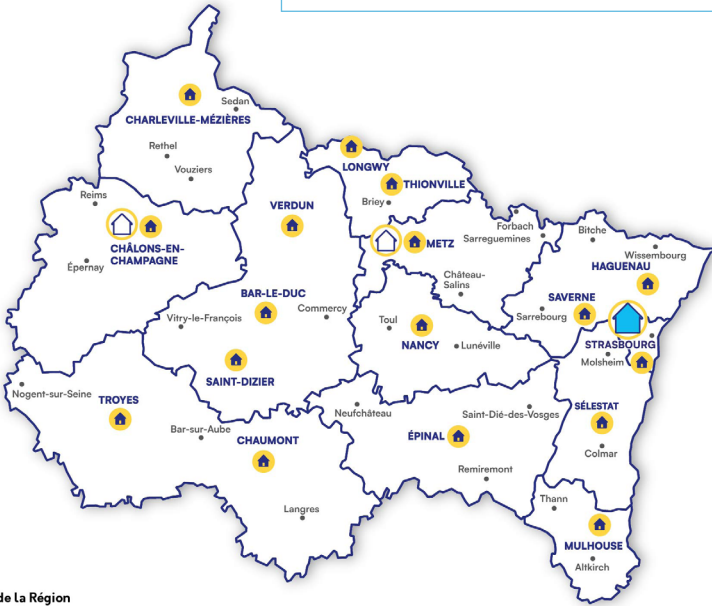 Sedan
CHARLEVILLE-MÉZIÈRES
Rethel
Vouziers
LONGWY
THIONVILLE
Reims
VERDUN
Briey
Forbach
Sarreguemines
Bitche
METZ
Wissembourg
CHÂLONS-EN-
CHAMPAGNE
Épernay
HAGUENAU
Château-
Salins
BAR-LE-DUC
SAVERNE
Vitry-le-François
Commercy
Sarrebourg
Toul
NANCY
Lunéville
STRASBOURG
Molsheim
SAINT-DIZIER
Nogent-sur-Seine
TROYES
Neufchâteau
Saint-Dié-des-Vosges
SÉLESTAT
Bar-sur-Aube
CHAUMONT
ÉPINAL
Colmar
Remiremont
Langres
Thann
MULHOUSE
Altkirch
de la Région